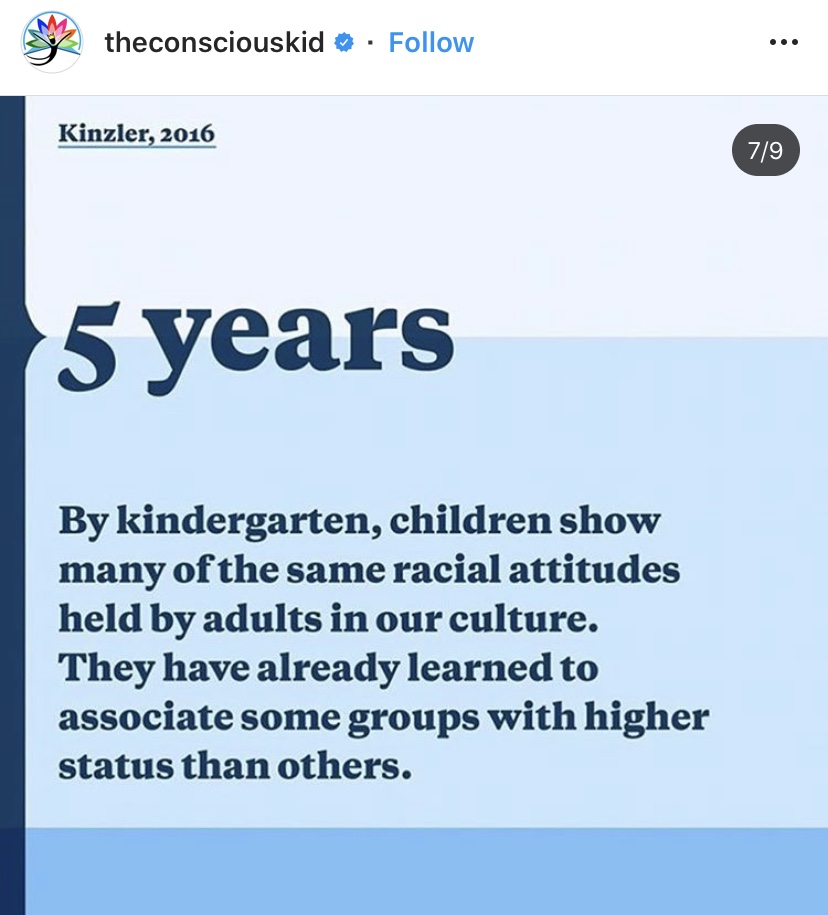 theconsciouskid · Follow
Kinzler, 2016
7/9
5 years
By kindergarten, children show
many of the same racial attitudes
held by adults in our culture.
They have already learned to
associate some groups with higher
status than others.